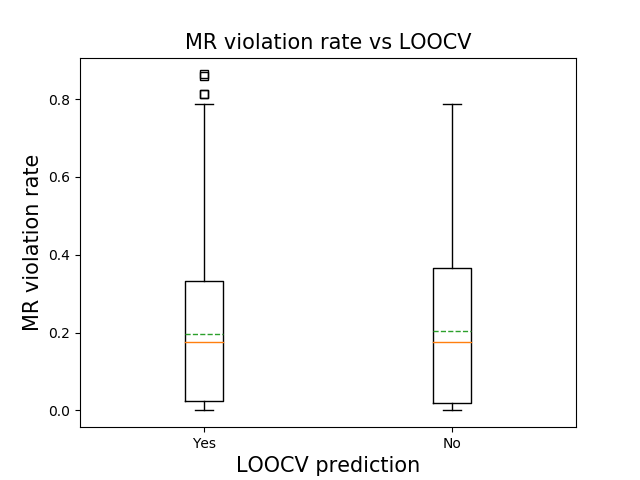 MR violation rate vs LOOCV
MR violation rate
0.8
0.6
0.4
0.2
0.0
Yes
No
LOOCV prediction